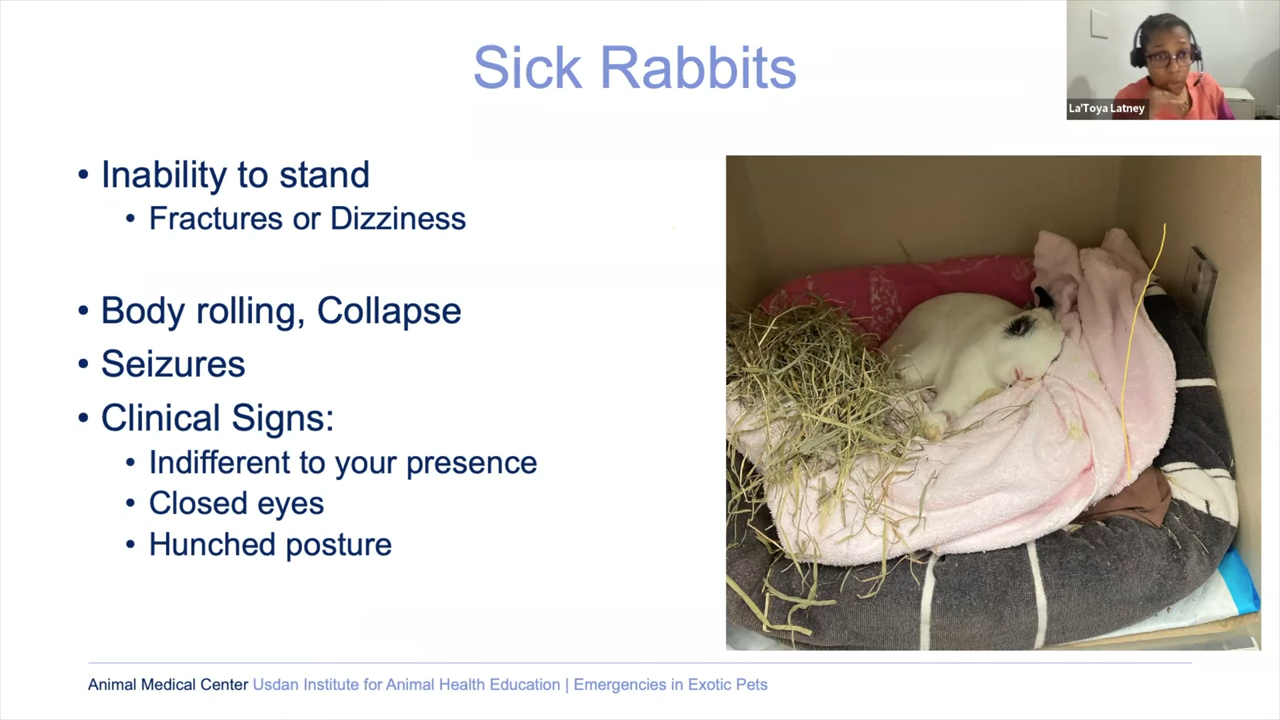 Sick Rabbits
La'Toya Latney
• Inability to stand
• Fractures or Dizziness
• Body rolling, Collapse
• Seizures
• Clinical Signs:
• Indifferent to your presence
• Closed eyes
• Hunched posture
Animal Medical Center Usdan Institute for Animal Health Education | Emergencies in Exotic Pets